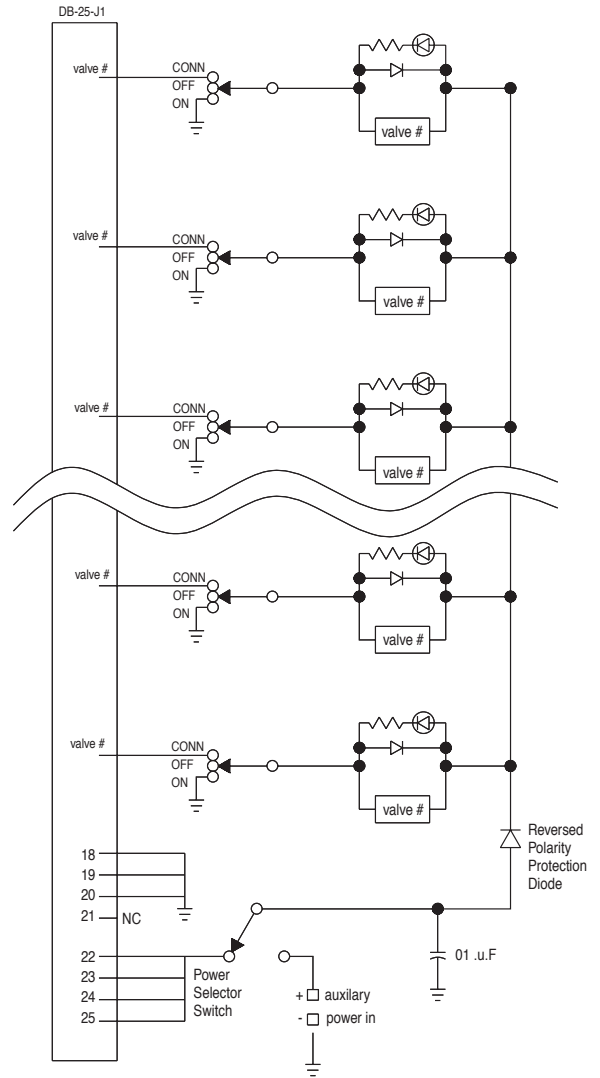 DB-25-J1
valve #
CONN
OFF
ON
valve #
valve #
CONN
OFF
ON
valve #
valve #
CONN
OFF
ON
valve #
valve #
CONN
OFF
ON
valve #
valve #
CONN
OFF
ON
valve #
Reversed
Polarity
Protection
Diode
18
19
20
21 NC
22
23
24
25
Power
Selector
Switch
+ auxilary
- power in
01 .u.F